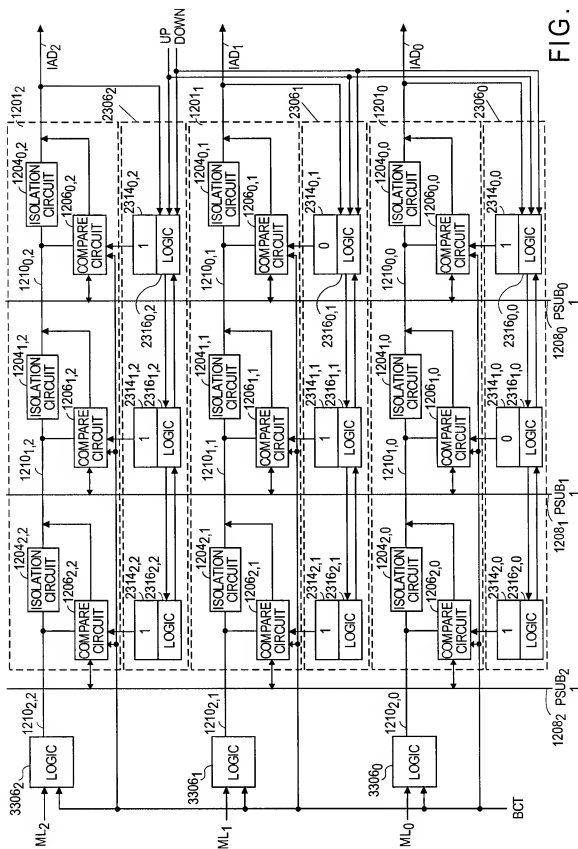 FIG.
IAD2
UP
DOWN
IAD1
IAD0
12012
23062
12011
23061
12010
23060
12040,2
ISOLATION CIRCUIT
12060,2
COMPARE CIRCUIT
12100,2
23140,2
1
LOGIC
23160,2
12040,1
ISOLATION CIRCUIT
12060,1
COMPARE CIRCUIT
12100,1
23140,1
0
LOGIC
23160,1
12040,0
ISOLATION CIRCUIT
12060,0
COMPARE CIRCUIT
12100,0
23140,0
1
LOGIC
23160,0
12080 PSUB0
1
12041,2
ISOLATION CIRCUIT
12061,2
COMPARE CIRCUIT
12101,2
23141,2
23161,2
1
LOGIC
12041,1
ISOLATION CIRCUIT
12061,1
COMPARE CIRCUIT
12101,1
23141,1
23161,1
1
LOGIC
12041,0
ISOLATION CIRCUIT
12061,0
COMPARE CIRCUIT
12101,0
23141,0
23161,0
0
LOGIC
12081 PSUB1
1
12042,2
ISOLATION CIRCUIT
12062,2
COMPARE CIRCUIT
23142,2
23162,2
1
LOGIC
12042,1
ISOLATION CIRCUIT
12062,1
COMPARE CIRCUIT
23142,1
23162,1
1
LOGIC
12042,0
ISOLATION CIRCUIT
12062,0
COMPARE CIRCUIT
23142,0
23162,0
1
LOGIC
12082 PSUB2
1
12102,2
33062
LOGIC
ML2
12102,1
33061
LOGIC
ML1
12102,0
33060
LOGIC
ML0
BCT